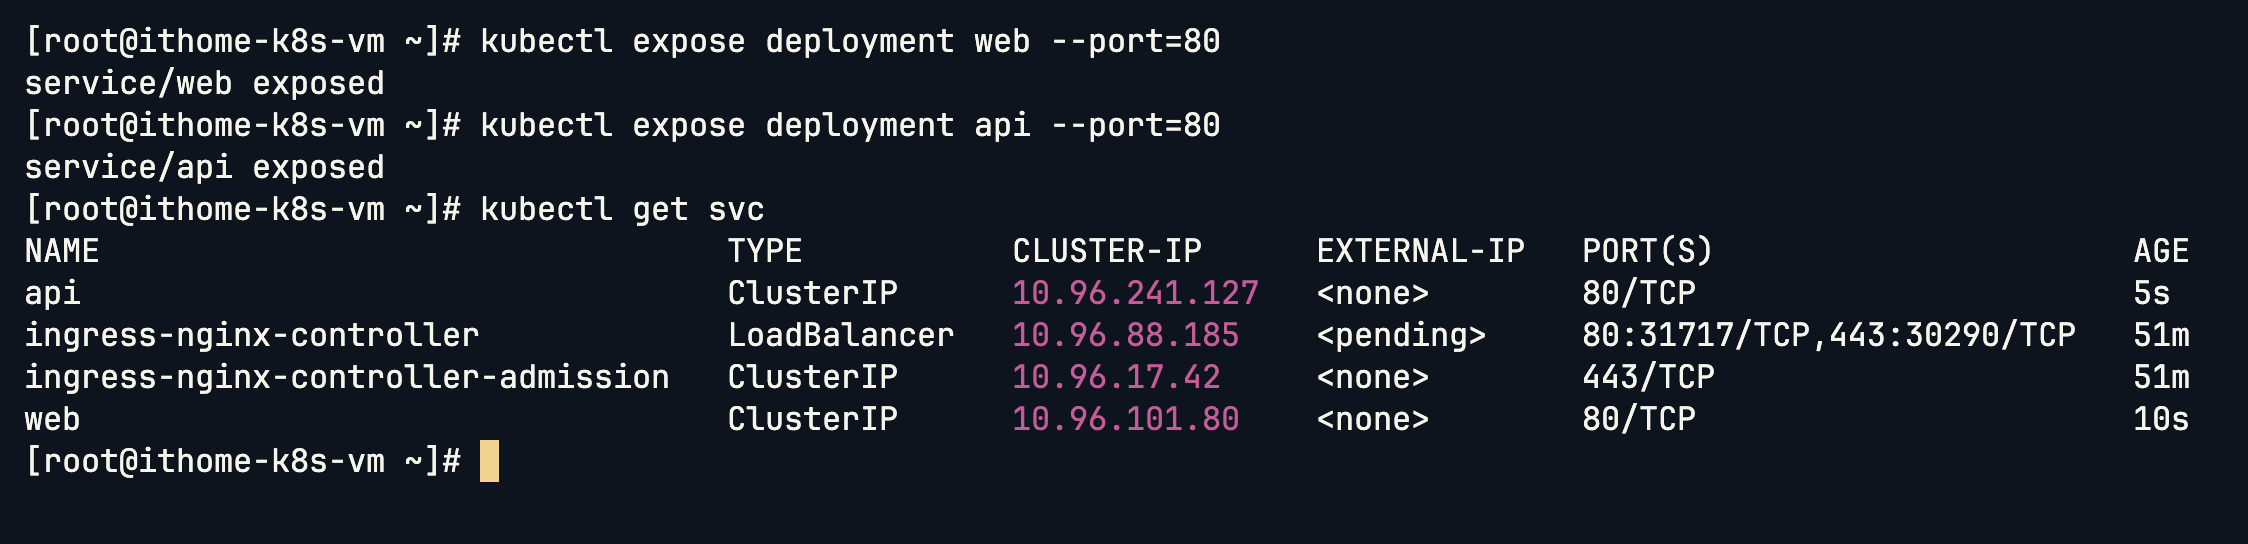 [root@ithome-k8s-vm ~]# kubectl expose deployment web --port=80
service/web exposed
[root@ithome-k8s-vm ~]# kubectl expose deployment api --port=80
service/api exposed
[root@ithome-k8s-vm ~]# kubectl get svc
NAME                                 TYPE           CLUSTER-IP      EXTERNAL-IP   PORT(S)                      AGE
api                                  ClusterIP      10.96.241.127   <none>        80/TCP                       5s
ingress-nginx-controller             LoadBalancer   10.96.88.185    <pending>     80:31717/TCP,443:30290/TCP   51m
ingress-nginx-controller-admission   ClusterIP      10.96.17.42     <none>        443/TCP                      51m
web                                  ClusterIP      10.96.101.80    <none>        80/TCP                       10s
[root@ithome-k8s-vm ~]#